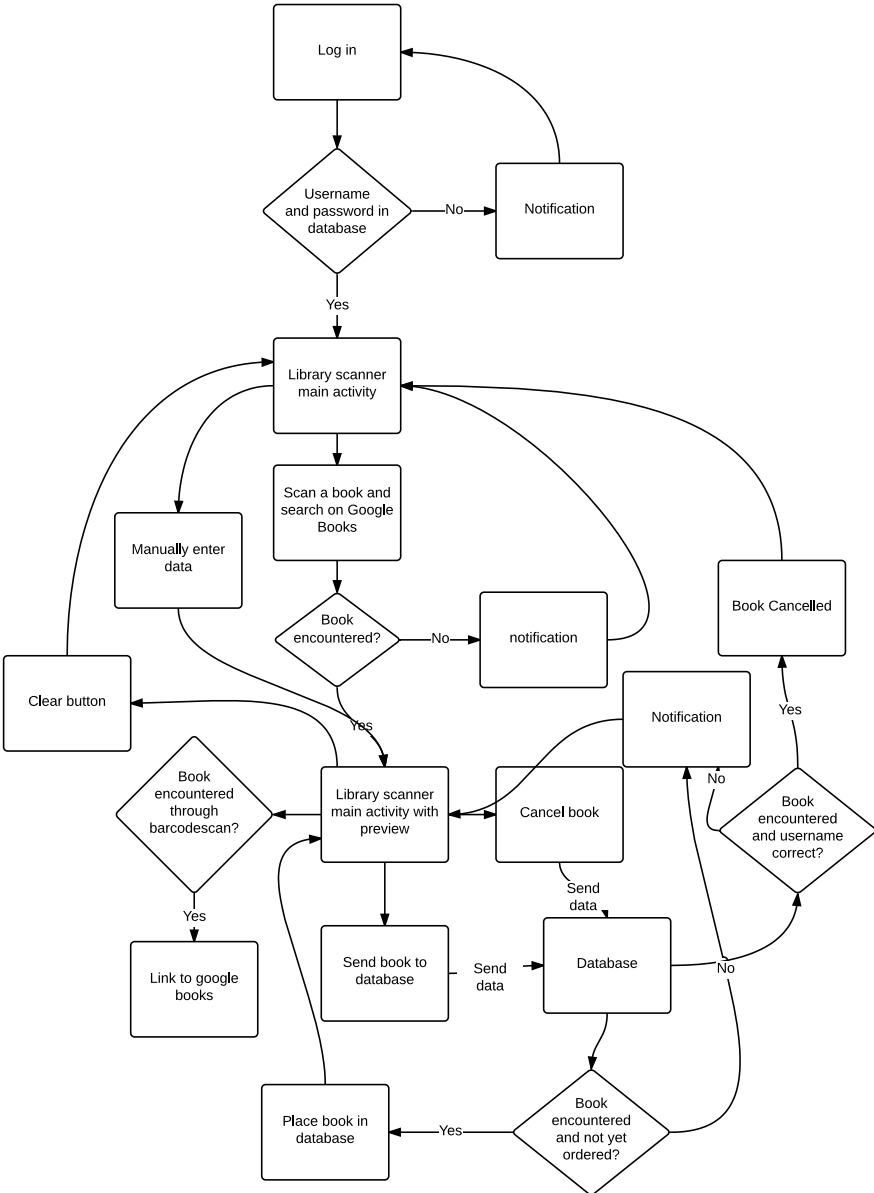 Log in
Username
and password in
database
No
Notification
Yes
Library scanner
main activity
Scan a book and
search on Google
Books
Manually enter
data
Book
encountered?
No
notification
Book Cancelled
Clear button
Yes
Notification
Yes
Book
encountered
through
barcodescan?
Library scanner
main activity with
preview
Cancel book
No
Book
encountered
and username
correct?
Yes
Send
data
Link to google
books
Send book to
database
Send
data
Database
No
Place book in
database
Yes
Book
encountered
and not yet
ordered?